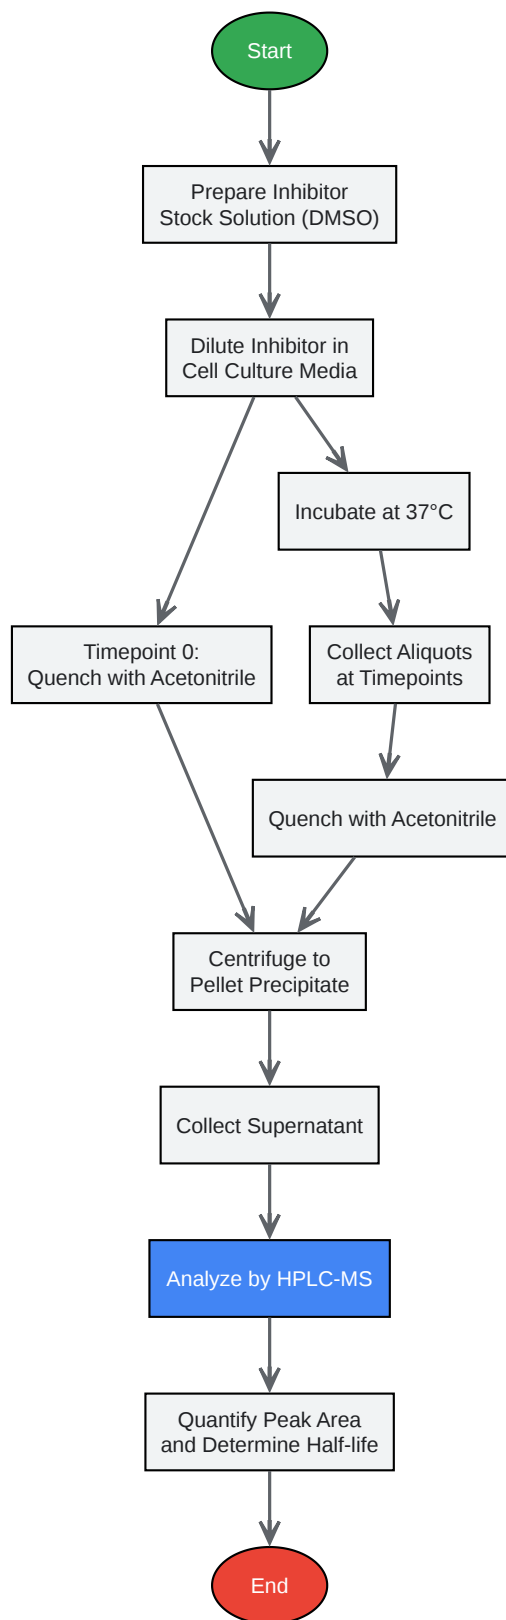 Start
Prepare Inhibitor
Stock Solution (DMSO)
Dilute Inhibitor in
Cell Culture Media
Incubate at 37°C
Timepoint 0:
Quench with Acetonitrile
Collect Aliquots
at Timepoints
Quench with Acetonitrile
Centrifuge to
Pellet Precipitate
Collect Supernatant
Analyze by HPLC-MS
Quantify Peak Area
and Determine Half-life
End